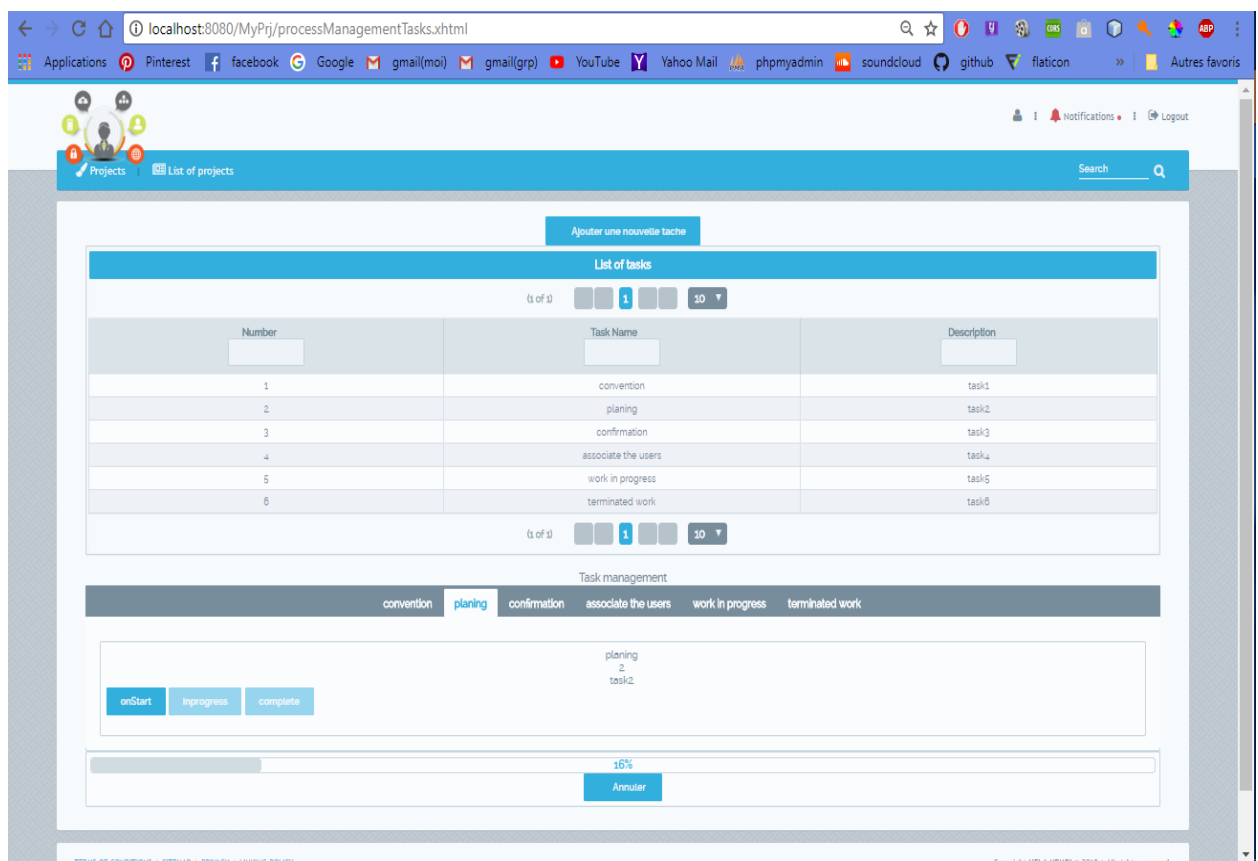 localhost:8080/MyPrj/processManagementTasks.xhtml
Applications Pinterest facebook Google gmail(moi) gmail(grp) YouTube Yahoo Mail phpmyadmin soundcloud github flaticon » Autres favoris
Notifications Logout
Projects List of projects Search
Ajouter une nouvelle tache
List of tasks
(1 of 1) 1 10
Number Task Name Description
1 convention task1
2 planing task2
3 confirmation task3
4 associate the users task4
5 work in progress task5
6 terminated work task6
(1 of 1) 1 10
Task management
convention planing confirmation associate the users work in progress terminated work
planing
2
task2
onStart Inprogress complete
16%
Annuler